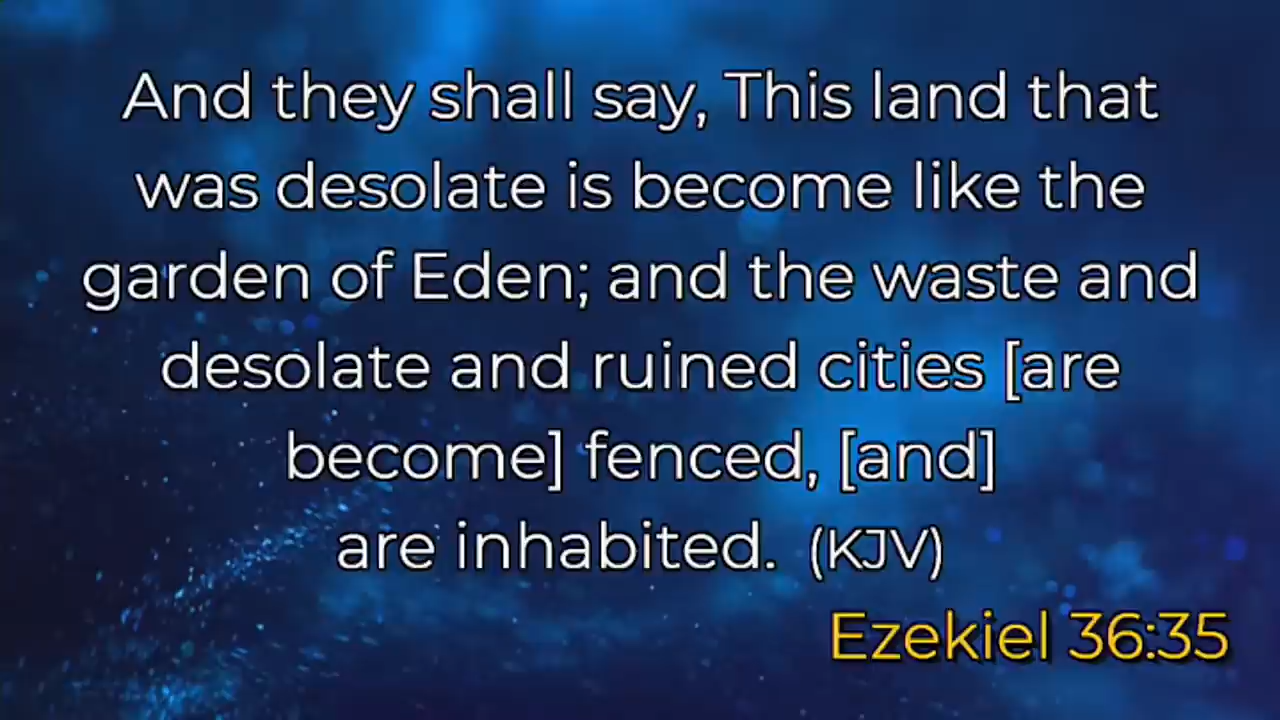 And they shall say, This land that
was desolate is become like the
garden of Eden; and the waste and
desolate and ruined cities [are
become] fenced, [and]
are inhabited. (KJV)
Ezekiel 36:35